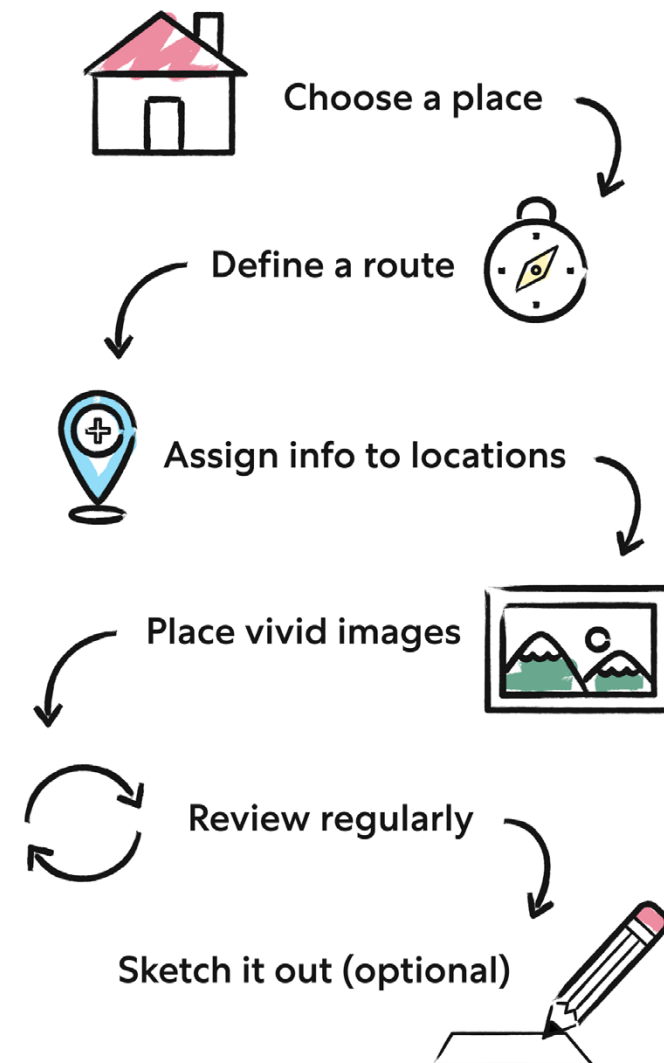 Choose a place
Define a route
Assign info to locations
Place vivid images
Review regularly
Sketch it out (optional)